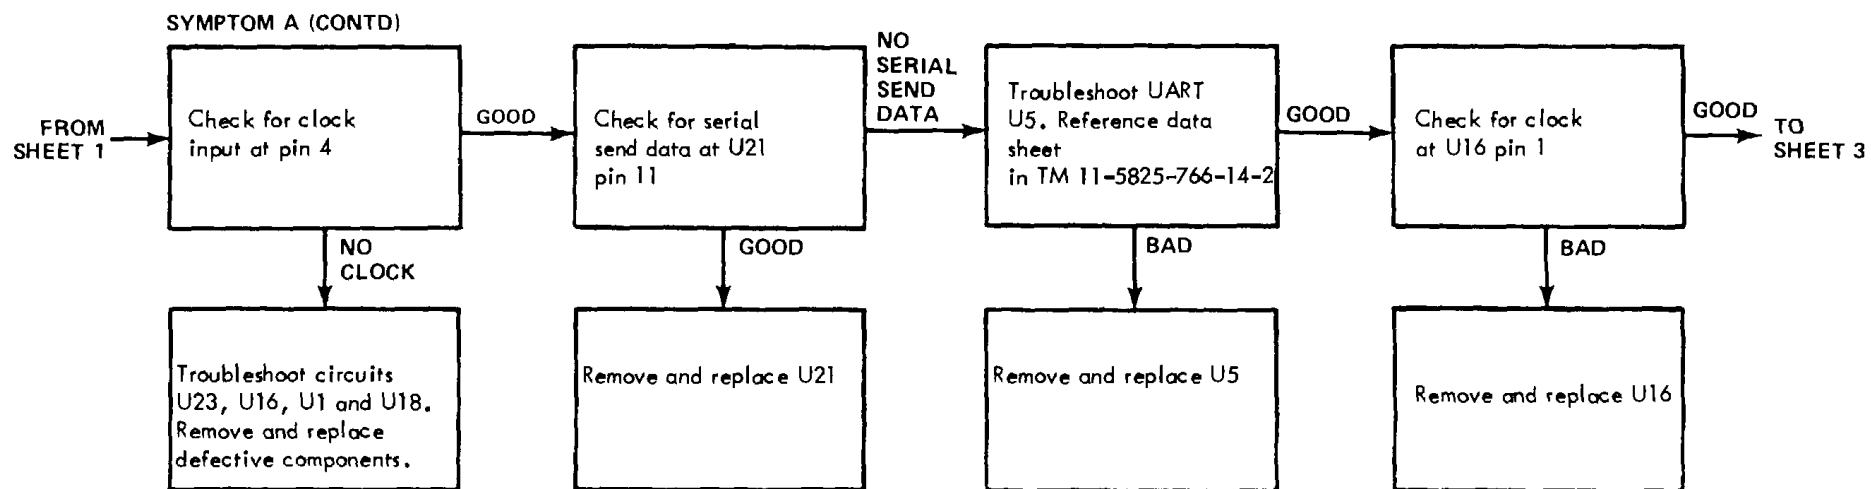 SYMPTOM A (CONTD)
FROM
SHEET 1
Check for clock
input at pin 4
GOOD
Check for serial
send data at U21
pin 11
NO
SERIAL
SEND
DATA
Troubleshoot UART
U5. Reference data
sheet
in TM 11-5825-766-14-2
GOOD
Check for clock
at U16 pin 1
GOOD
TO
SHEET 3
NO
CLOCK
GOOD
BAD
BAD
Troubleshoot circuits
U23, U16, U1 and U18.
Remove and replace
defective components.
Remove and replace U21
Remove and replace U5
Remove and replace U16